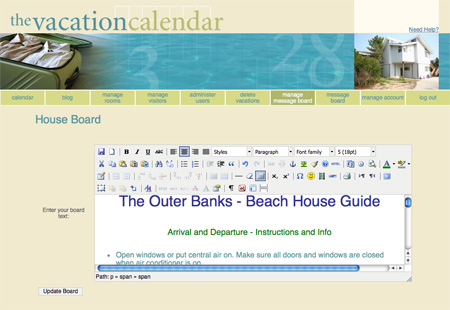 thevacationcalendar
Need Help?
calendar
blog
manage rooms
manage visitors
administer users
delete vacations
manage message board
message board
manage account
log out
House Board
Styles
Paragraph
Font family
5 (18pt)
Enter your board text:
The Outer Banks - Beach House Guide
Arrival and Departure - Instructions and Info
Open windows or put central air on. Make sure all doors and windows are closed
when air conditioner is on
Path: p » span » span
Update Board